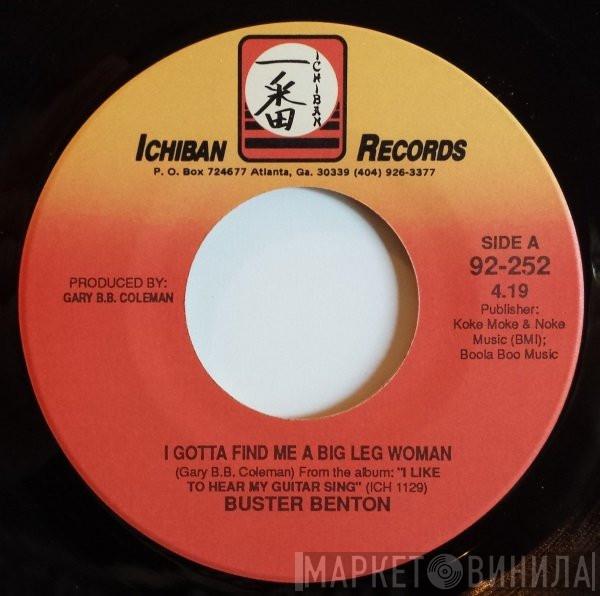 一番
ICHIBAN
ICHIBAN RECORDS
P. O. Box 724677 Atlanta, Ga. 30339 (404) 926-3377
SIDE A
92-252
4.19
Publisher:
Koke Moke & Noke
Music (BMI);
Boola Boo Music
PRODUCED BY:
GARY B.B. COLEMAN
I GOTTA FIND ME A BIG LEG WOMAN
(Gary B.B. Coleman) From the album: "I LIKE
TO HEAR MY GUITAR SING" (ICH 1129)
BUSTER BENTON
МАРКЕТ ВИНИЛА